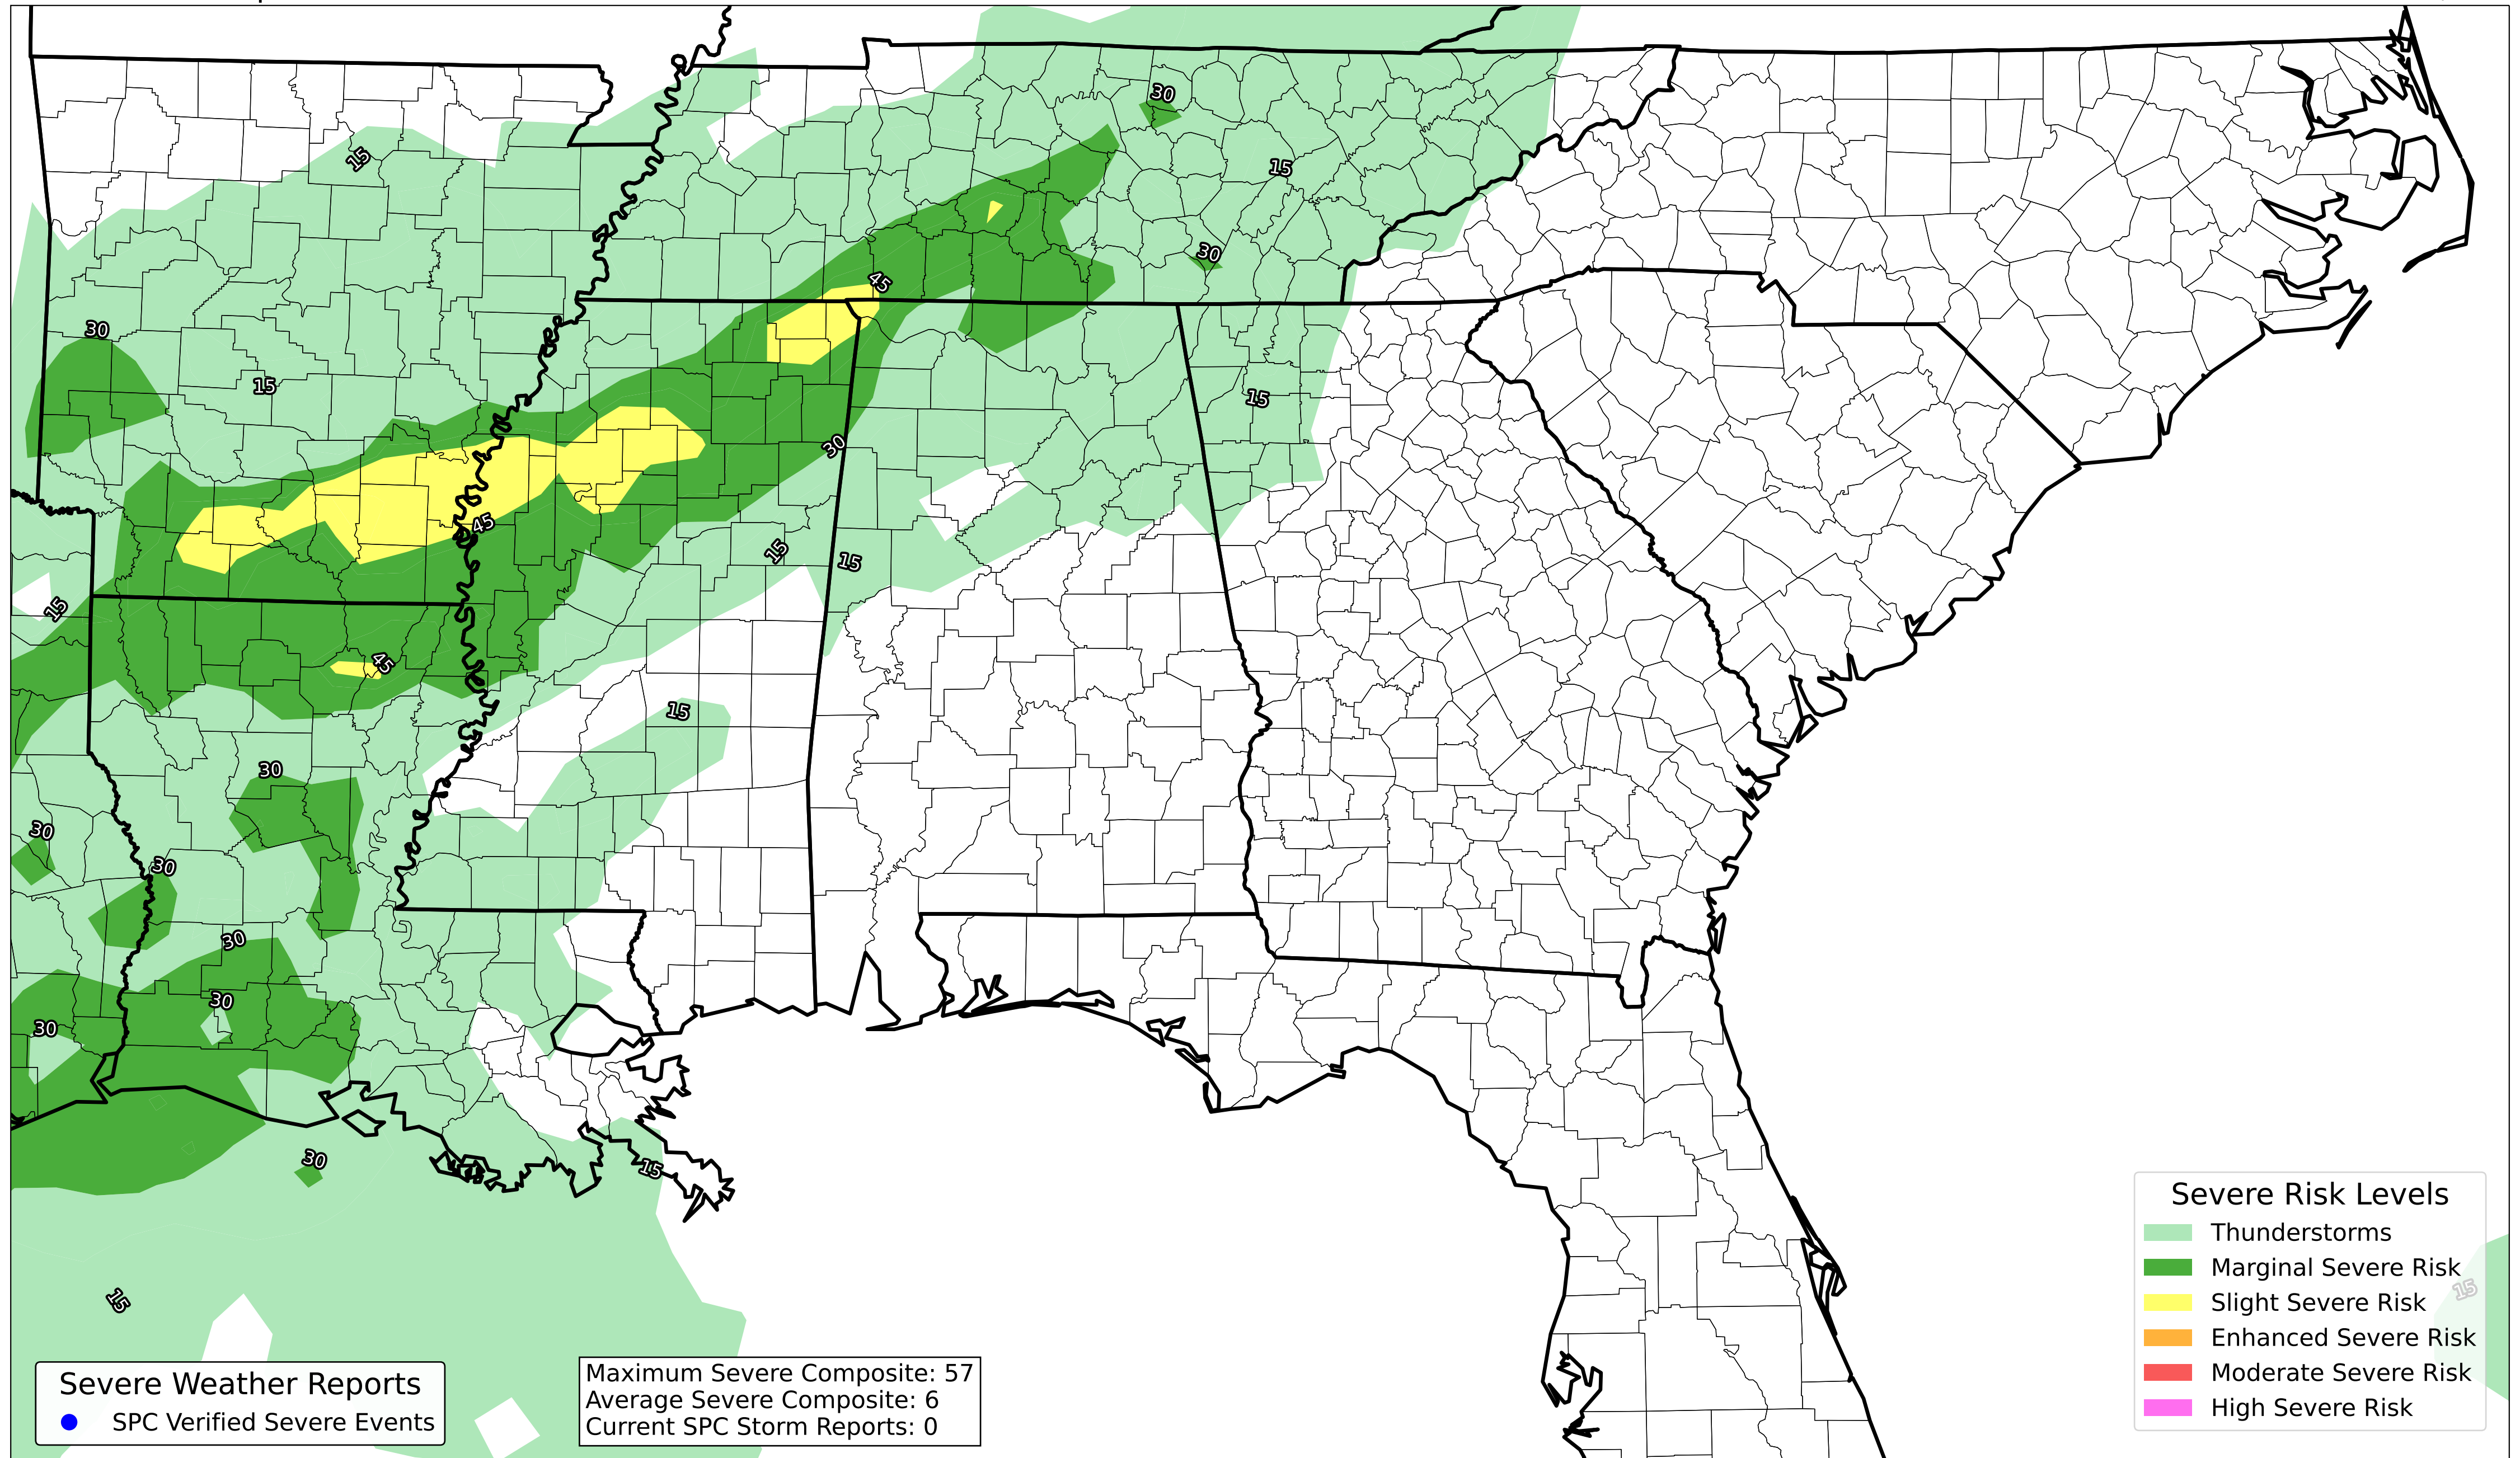 30
15
15
30
45
30
15
15
30
45
15
15
15
45
15
30
30
30
30
30
30
30
15
15
15
Severe Risk Levels
Thunderstorms
Marginal Severe Risk
Slight Severe Risk
Enhanced Severe Risk
Moderate Severe Risk
High Severe Risk
Severe Weather Reports
SPC Verified Severe Events
Maximum Severe Composite: 57
Average Severe Composite: 6
Current SPC Storm Reports: 0